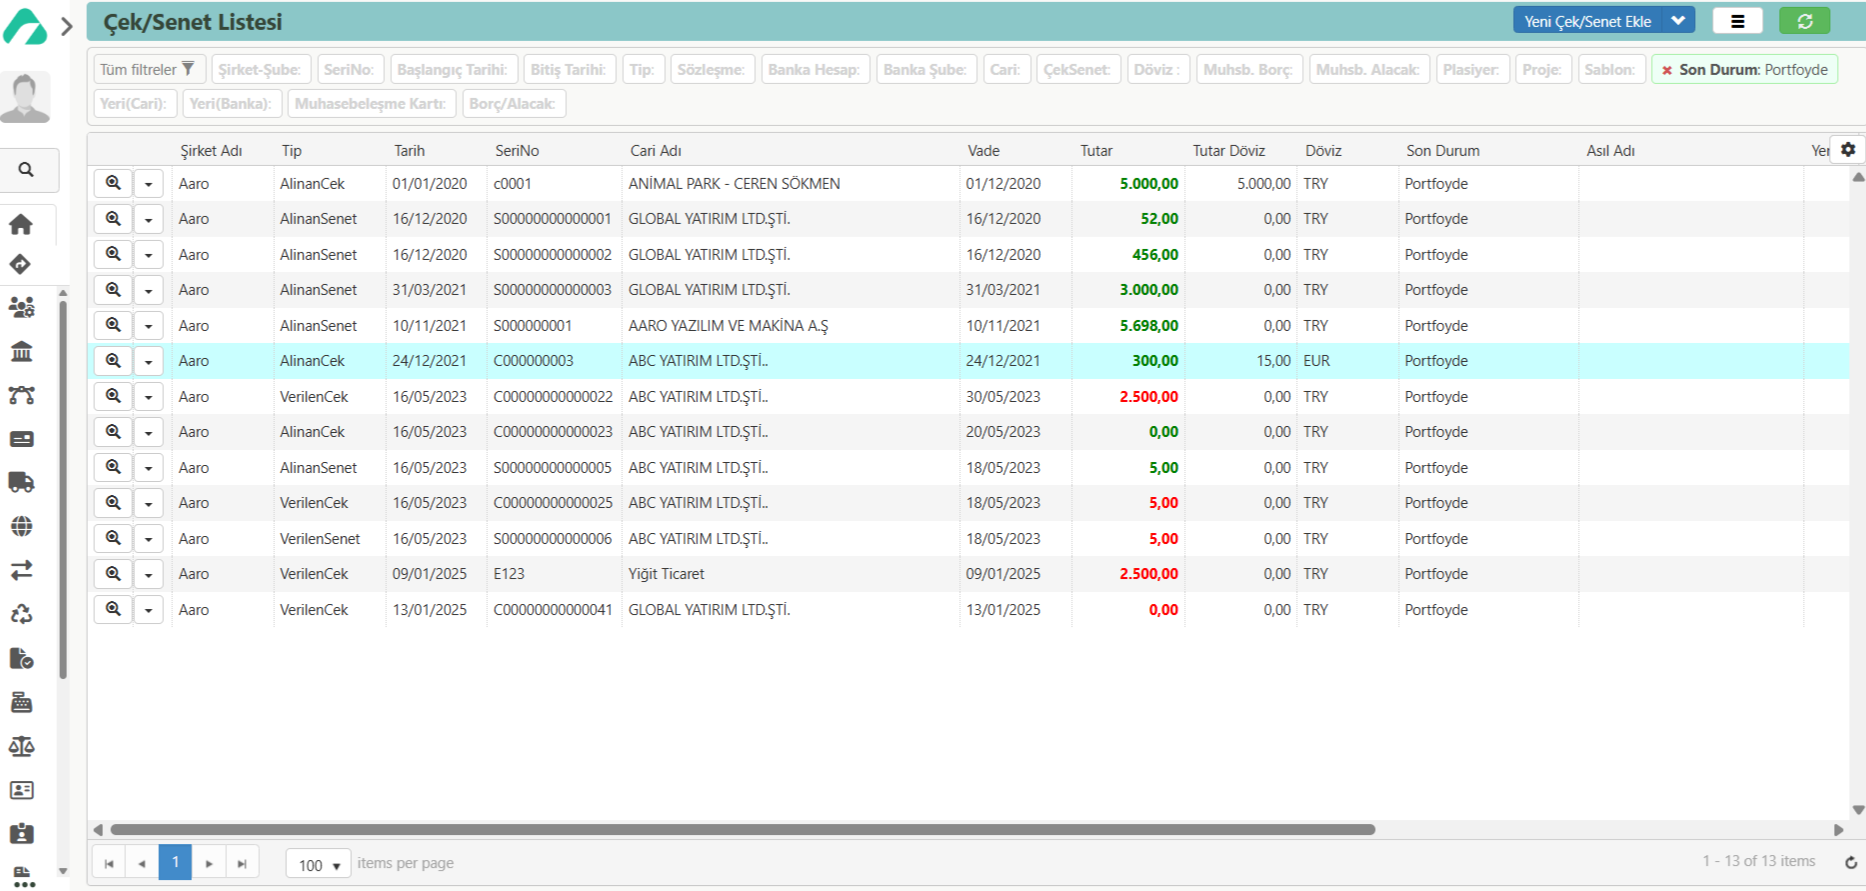 Çek/Senet Listesi
Yeni Çek/Senet Ekle
Tüm filtreler Şirket-Şube: SeriNo: Başlangıç Tarihi: Bitiş Tarihi: Tip: Sözleşme: Banka Hesap: Banka Şube: Cari: ÇekSenet: Döviz : Muhsb. Borç: Muhsb. Alacak: Plasiyer: Proje: Sablon: Son Durum: Portfoyde
Yeri(Cari): Yeri(Banka): Muhasebeleşme Kartı: Borç/Alacak:
Şirket Adı Tip Tarih SeriNo Cari Adı Vade Tutar Tutar Döviz Döviz Son Durum Asıl Adı
Aaro AlinanCek 01/01/2020 c0001 ANİMAL PARK - CEREN SÖKMEN 01/12/2020 5.000,00 5.000,00 TRY Portfoyde
Aaro AlinanSenet 16/12/2020 S00000000000001 GLOBAL YATIRIM LTD.ŞTİ. 16/12/2020 52,00 0,00 TRY Portfoyde
Aaro AlinanSenet 16/12/2020 S00000000000002 GLOBAL YATIRIM LTD.ŞTİ. 16/12/2020 456,00 0,00 TRY Portfoyde
Aaro AlinanSenet 31/03/2021 S00000000000003 GLOBAL YATIRIM LTD.ŞTİ. 31/03/2021 3.000,00 0,00 TRY Portfoyde
Aaro AlinanSenet 10/11/2021 S000000001 AARO YAZILIM VE MAKİNA A.Ş 10/11/2021 5.698,00 0,00 TRY Portfoyde
Aaro AlinanCek 24/12/2021 C000000003 ABC YATIRIM LTD.ŞTİ.. 24/12/2021 300,00 15,00 EUR Portfoyde
Aaro VerilenCek 16/05/2023 C00000000000022 ABC YATIRIM LTD.ŞTİ.. 30/05/2023 2.500,00 0,00 TRY Portfoyde
Aaro AlinanCek 16/05/2023 C00000000000023 ABC YATIRIM LTD.ŞTİ.. 20/05/2023 0,00 0,00 TRY Portfoyde
Aaro AlinanSenet 16/05/2023 S00000000000005 ABC YATIRIM LTD.ŞTİ.. 18/05/2023 5,00 0,00 TRY Portfoyde
Aaro VerilenCek 16/05/2023 C00000000000025 ABC YATIRIM LTD.ŞTİ.. 18/05/2023 5,00 0,00 TRY Portfoyde
Aaro VerilenSenet 16/05/2023 S00000000000006 ABC YATIRIM LTD.ŞTİ.. 18/05/2023 5,00 0,00 TRY Portfoyde
Aaro VerilenCek 09/01/2025 E123 Yiğit Ticaret 09/01/2025 2.500,00 0,00 TRY Portfoyde
Aaro VerilenCek 13/01/2025 C00000000000041 GLOBAL YATIRIM LTD.ŞTİ. 13/01/2025 0,00 0,00 TRY Portfoyde
1 100 items per page 1 - 13 of 13 items